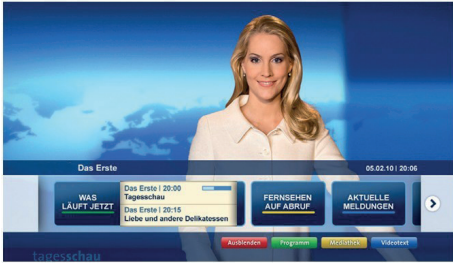 Das Erste
05.02.10 | 20:06
WAS
LÄUFT JETZT
Das Erste | 20:00
Tagesschau
Das Erste | 20:15
Liebe und andere Delikatessen
FERNSEHEN
AUF ABRUF
AKTUELLE
MELDUNGEN
Ausblenden
Programm
Mediathek
Videotext
tagesschau